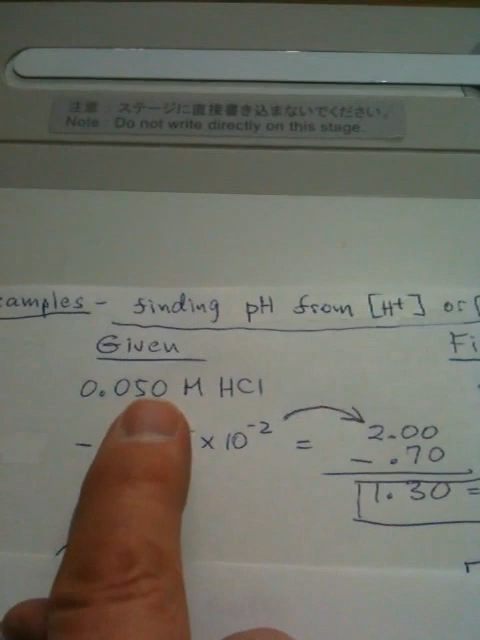 注意：ステージに直接書き込まないでください。
Note : Do not write directly on this stage.
amples - finding pH from [H+] or [
Given Fi
0.050 M HCl
- × 10⁻² = 2.00
- .70
1.30 =